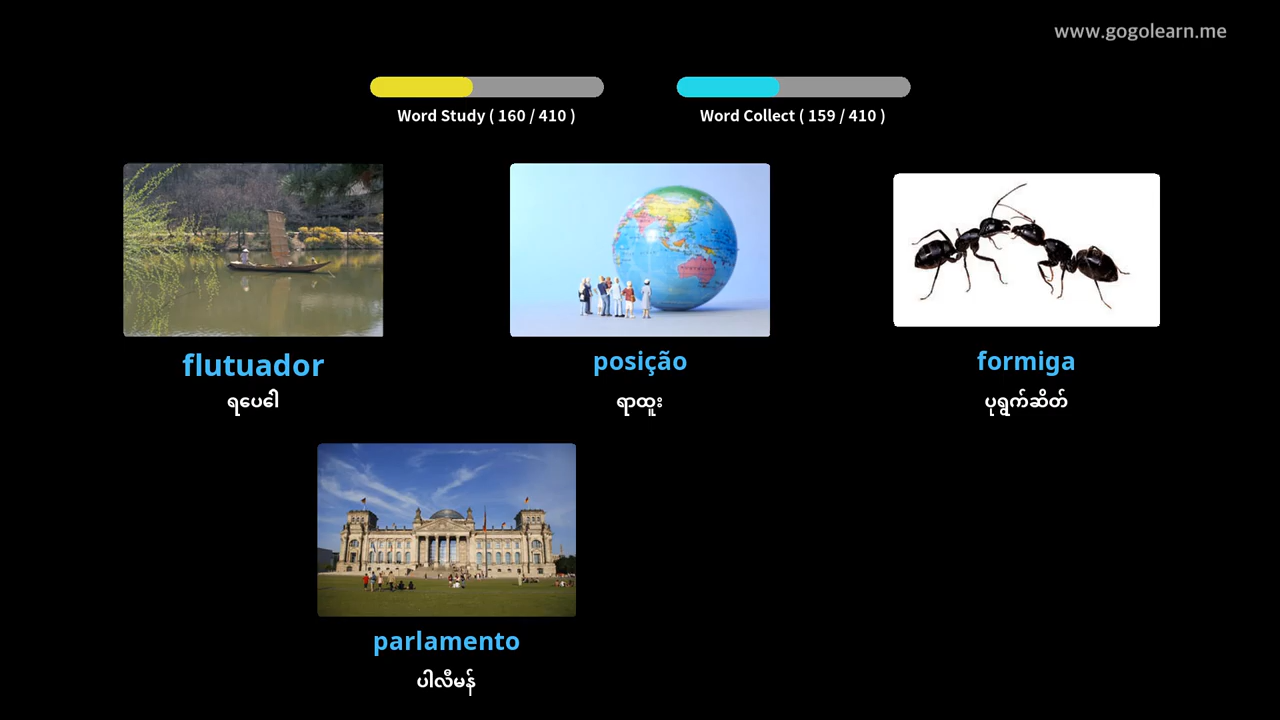 www.gogolearn.me
Word Study ( 160 / 410 )
Word Collect ( 159 / 410 )
flutuador
ရပေါေ
posição
ရာထူး
formiga
ပုရွက်ဆိတ်
parlamento
ပါလီမန်